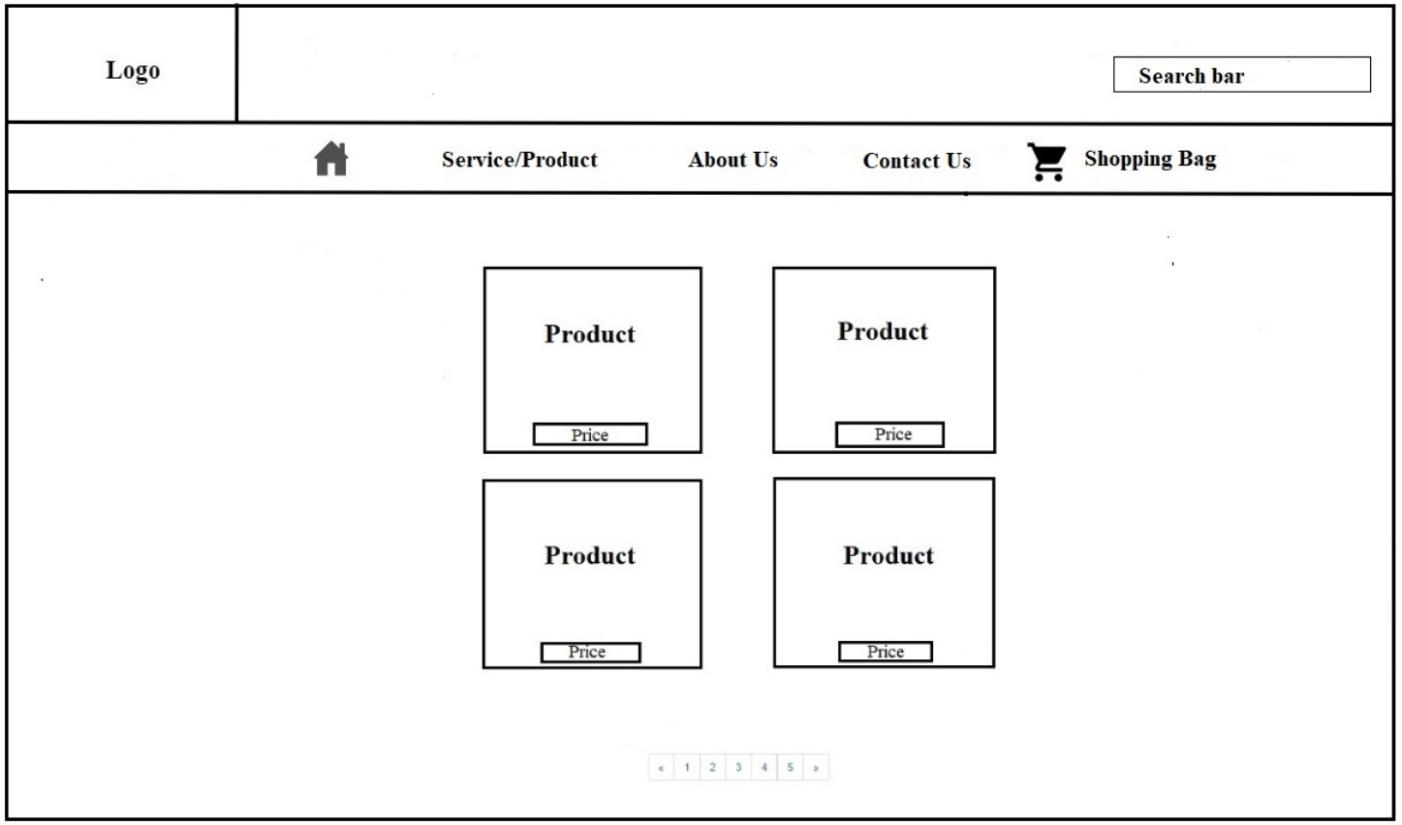 Logo
Search bar
Service/Product About Us Contact Us Shopping Bag
Product Product
Price Price
Product Product
Price Price
« 1 2 3 4 5 »